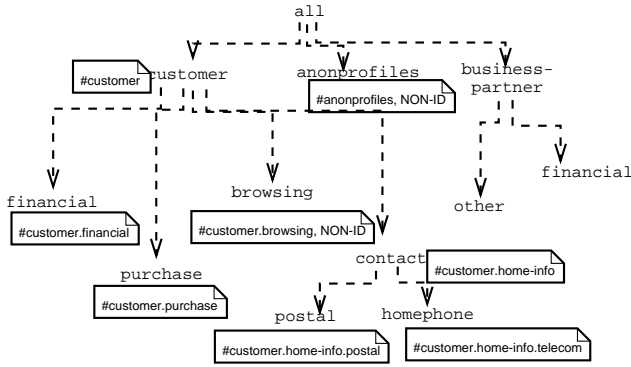 all
#customer
customer
anonprofiles
#anonprofiles, NON-ID
business-
partner
financial
#customer.financial
browsing
#customer.browsing, NON-ID
other
financial
purchase
#customer.purchase
contact
#customer.home-info
postal
#customer.home-info.postal
homephone
#customer.home-info.telecom